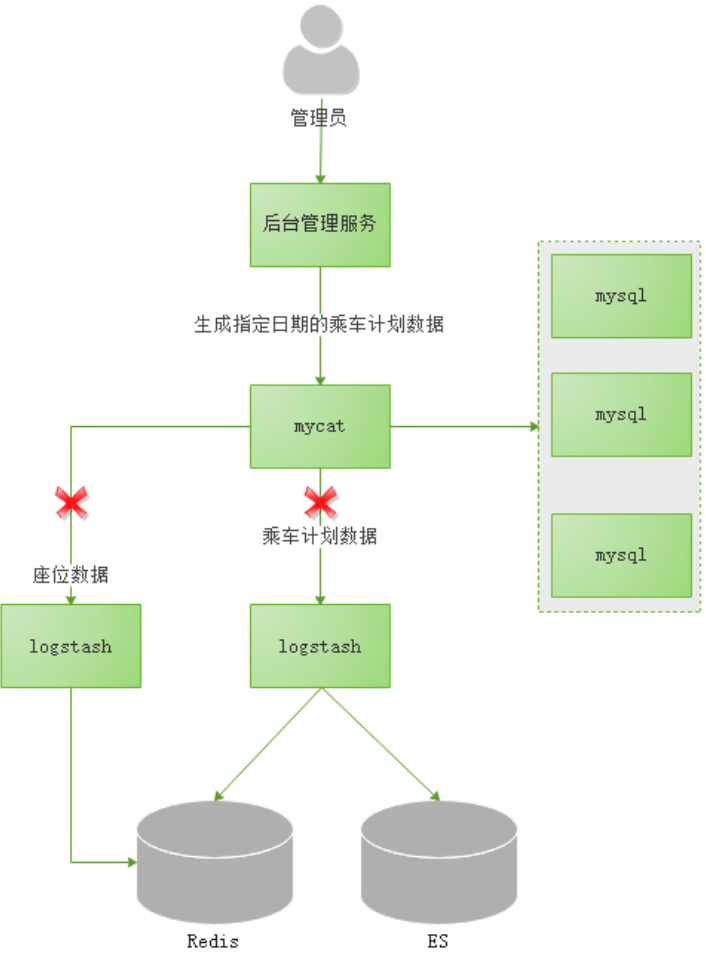 管理员
后台管理服务
生成指定日期的乘车计划数据
mysql
mysql
mycat
乘车计划数据
mysql
座位数据
logstash
logstash
Redis
ES